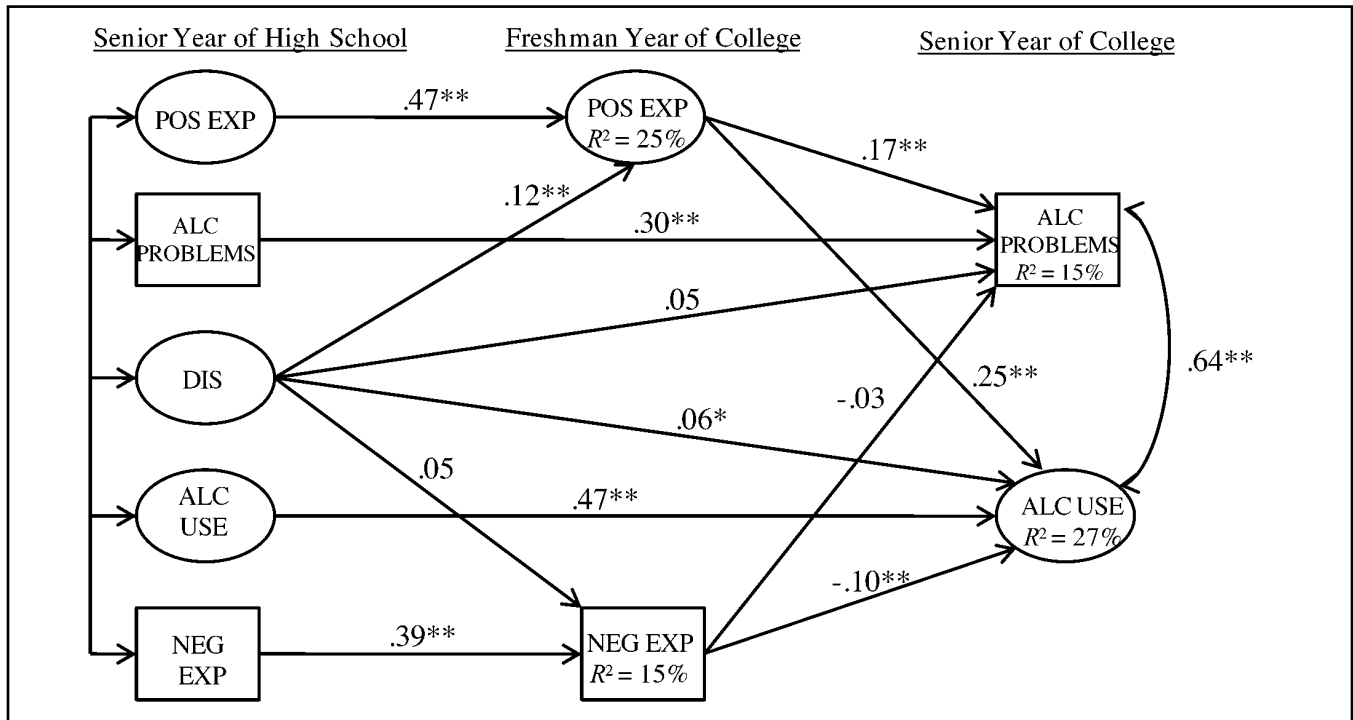 Senior Year of High School
Freshman Year of College
Senior Year of College
POS EXP
.47**
POS EXP
R² = 25%
.17**
.12**
ALC
PROBLEMS
.30**
ALC
PROBLEMS
R² = 15%
.05
DIS
.06*
-.03
.25**
.64**
.05
ALC
USE
.47**
ALC USE
R² = 27%
-.10**
NEG
EXP
.39**
NEG EXP
R² = 15%